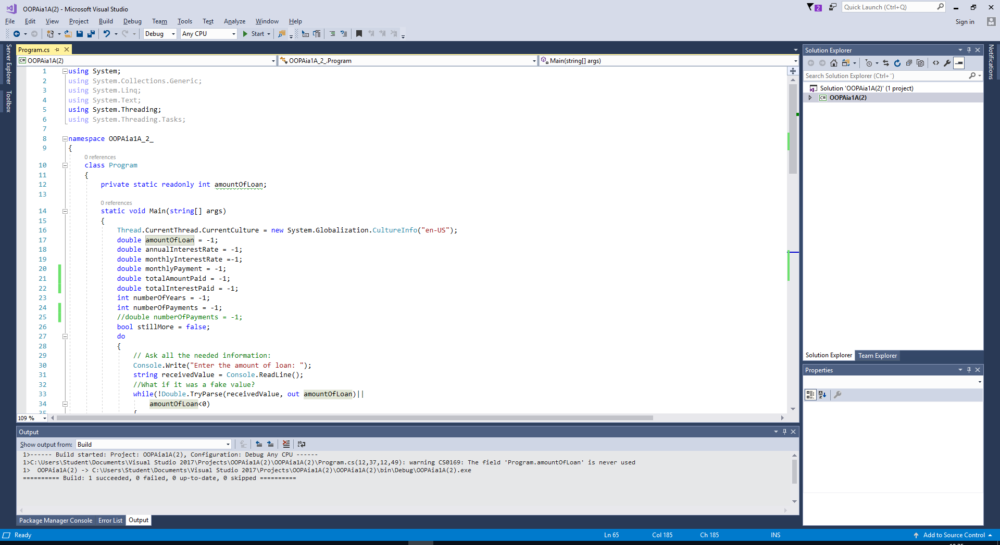 OOPAia1A(2) - Microsoft Visual Studio
2
Quick Launch (Ctrl+Q)
File Edit View Project Build Debug Team Tools Test Analyze Window Help
Sign in
Debug Any CPU Start
Server Explorer
Toolbox
Program.cs
OOPAia1A(2) OOPAia1A_2_.Program Main(string[] args)
1 using System;
2 using System.Collections.Generic;
3 using System.Linq;
4 using System.Text;
5 using System.Threading;
6 using System.Threading.Tasks;
7
8 namespace OOPAia1A_2_
9 {
0 references
10 class Program
11 {
12 private static readonly int amountOfLoan;
13
0 references
14 static void Main(string[] args)
15 {
16 Thread.CurrentThread.CurrentCulture = new System.Globalization.CultureInfo("en-US");
17 double amountOfLoan = -1;
18 double annualInterestRate = -1;
19 double monthlyInterestRate =-1;
20 double monthlyPayment = -1;
21 double totalAmountPaid = -1;
22 double totalInterestPaid = -1;
23 int numberOfYears = -1;
24 int numberOfPayments = -1;
25 //double numberOfPayments = -1;
26 bool stillMore = false;
27 do
28 {
29 // Ask all the needed information:
30 Console.Write("Enter the amount of loan: ");
31 string receivedValue = Console.ReadLine();
32 //What if it was a fake value?
33 while(!Double.TryParse(receivedValue, out amountOfLoan)||
34 amountOfLoan<0)
35 {
109 %
Output
Show output from: Build
1>------ Build started: Project: OOPAia1A(2), Configuration: Debug Any CPU ------
1>C:\Users\Student\Documents\Visual Studio 2017\Projects\OOPAia1A(2)\OOPAia1A(2)\Program.cs(12,37,12,49): warning CS0169: The field 'Program.amountOfLoan' is never used
1>  OOPAia1A(2) -> C:\Users\Student\Documents\Visual Studio 2017\Projects\OOPAia1A(2)\OOPAia1A(2)\bin\Debug\OOPAia1A(2).exe
========== Build: 1 succeeded, 0 failed, 0 up-to-date, 0 skipped ==========
Package Manager Console Error List Output
Solution Explorer
Search Solution Explorer (Ctrl+¨)
Solution 'OOPAia1A(2)' (1 project)
C# OOPAia1A(2)
Solution Explorer Team Explorer
Properties
Notifications
Ready Ln 65 Col 185 Ch 185 INS Add to Source Control